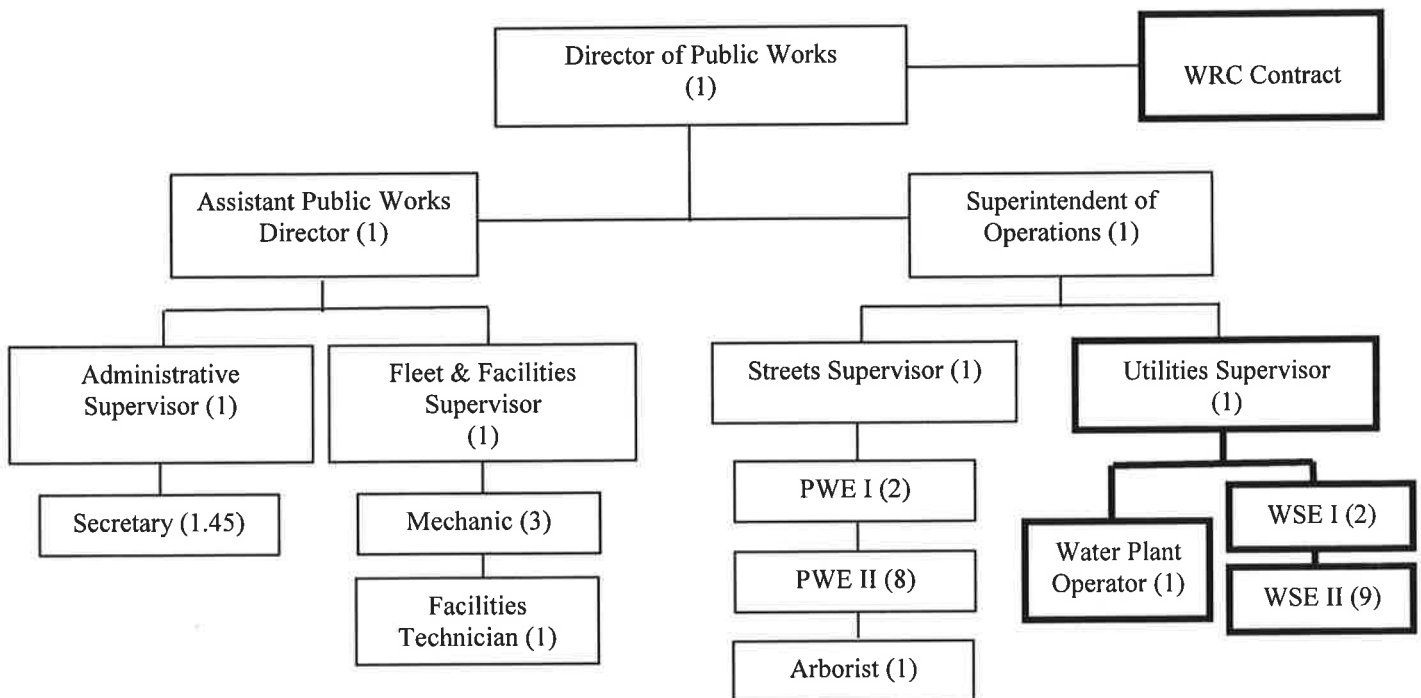 Director of Public Works
(1)
WRC Contract
Assistant Public Works
Director (1)
Superintendent of
Operations (1)
Administrative
Supervisor (1)
Fleet & Facilities
Supervisor
(1)
Streets Supervisor (1)
Utilities Supervisor
(1)
Secretary (1.45)
Mechanic (3)
Facilities
Technician (1)
PWE I (2)
PWE II (8)
Arborist (1)
Water Plant
Operator (1)
WSE I (2)
WSE II (9)